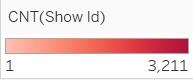 CNT(Show Id)
1 3,211